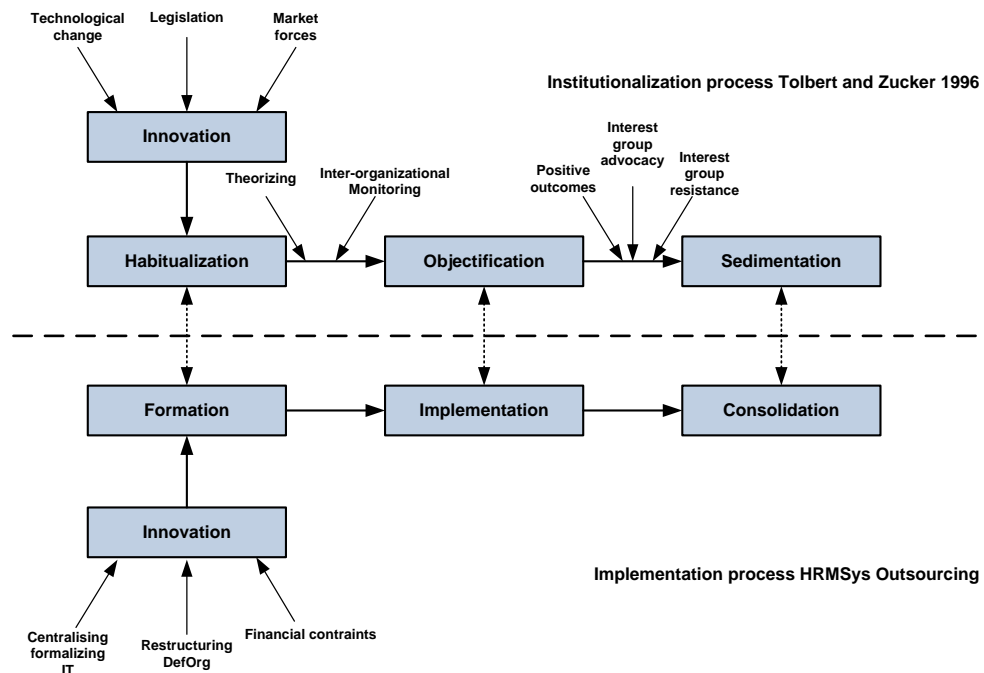 Technological
change
Legislation
Market
forces
Institutionalization process Tolbert and Zucker 1996
Innovation
Theorizing
Inter-organizational
Monitoring
Positive
outcomes
Interest
group
advocacy
Interest
group
resistance
Habitualization
Objectification
Sedimentation
Formation
Implementation
Consolidation
Innovation
Implementation process HRMSys Outsourcing
Centralising
formalizing
IT
Restructuring
DefOrg
Financial contraints